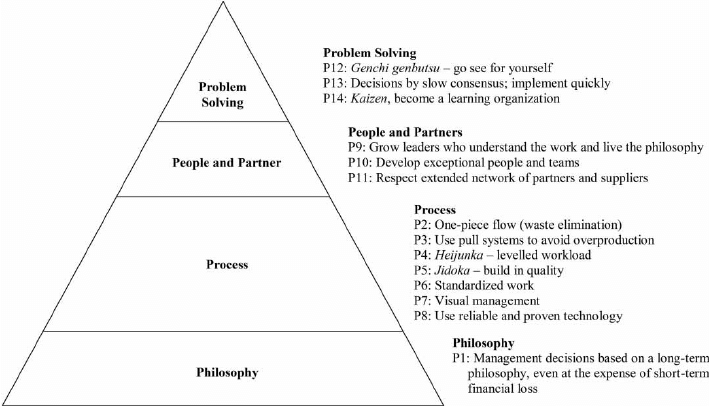 Problem
Solving
Problem Solving
P12: Genchi genbutsu – go see for yourself
P13: Decisions by slow consensus; implement quickly
P14: Kaizen, become a learning organization
People and Partner
People and Partners
P9: Grow leaders who understand the work and live the philosophy
P10: Develop exceptional people and teams
P11: Respect extended network of partners and suppliers
Process
Process
P2: One-piece flow (waste elimination)
P3: Use pull systems to avoid overproduction
P4: Heijunka – levelled workload
P5: Jidoka – build in quality
P6: Standardized work
P7: Visual management
P8: Use reliable and proven technology
Philosophy
Philosophy
P1: Management decisions based on a long-term
philosophy, even at the expense of short-term
financial loss